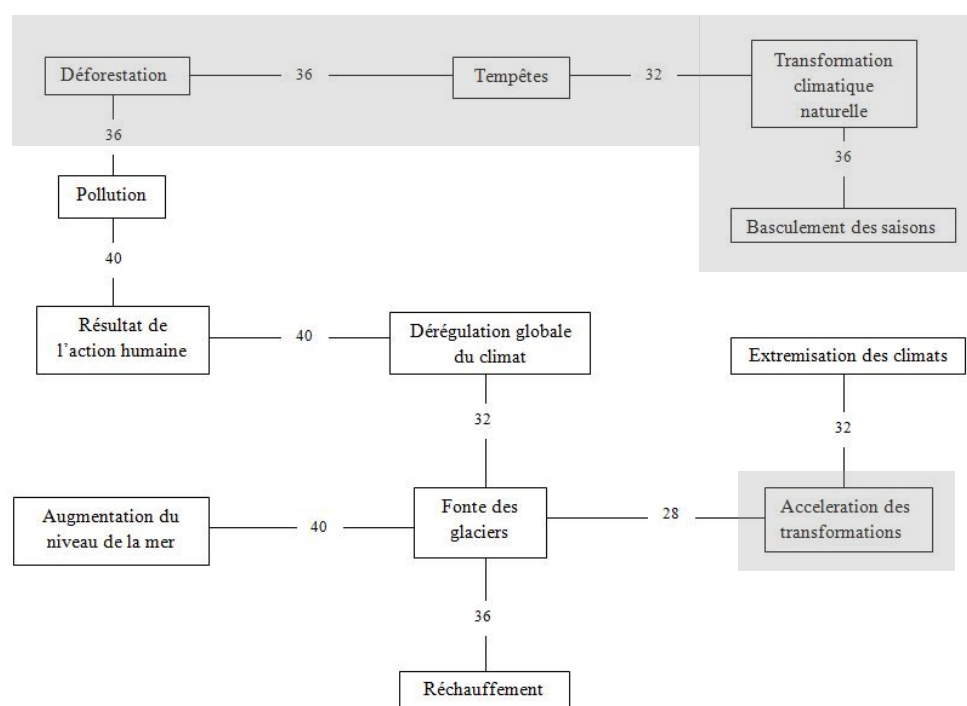 Déforestation
36
Tempêtes
32
Transformation
climatique
naturelle
36
36
Pollution
Basculement des saisons
40
Résultat de
l'action humaine
40
Dérégulation globale
du climat
Extremisation des climats
32
32
Augmentation du
niveau de la mer
40
Fonte des
glaciers
28
Acceleration des
transformations
36
Réchauffement